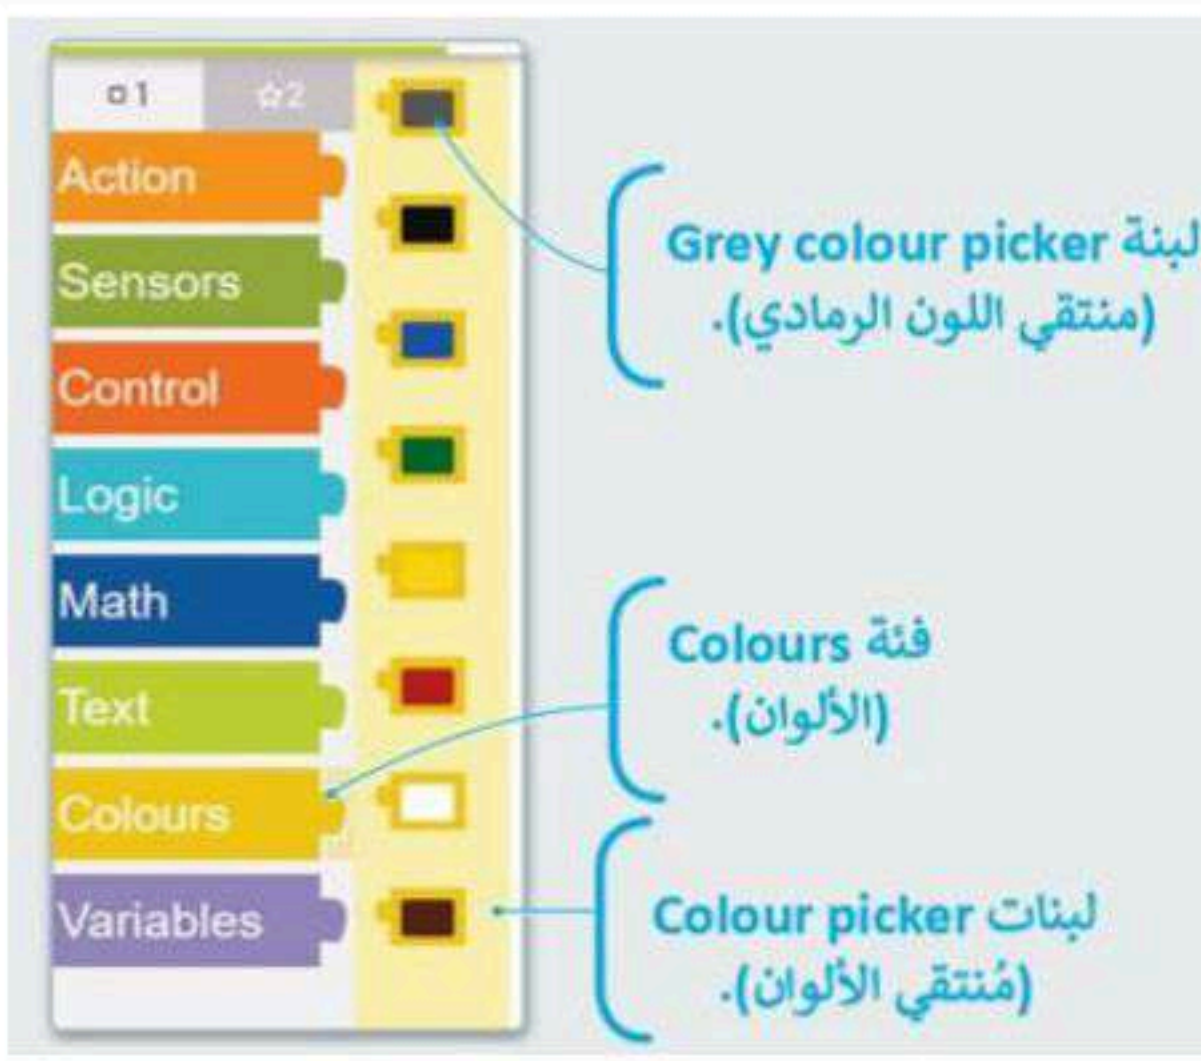 1
2
Action
Sensors
Control
Logic
Math
Text
Colours
Variables
لبنة Grey colour picker
(منتقي اللون الرمادي).
فئة Colours
(الألوان).
لبنات Colour picker
(مُنتقي الألوان).